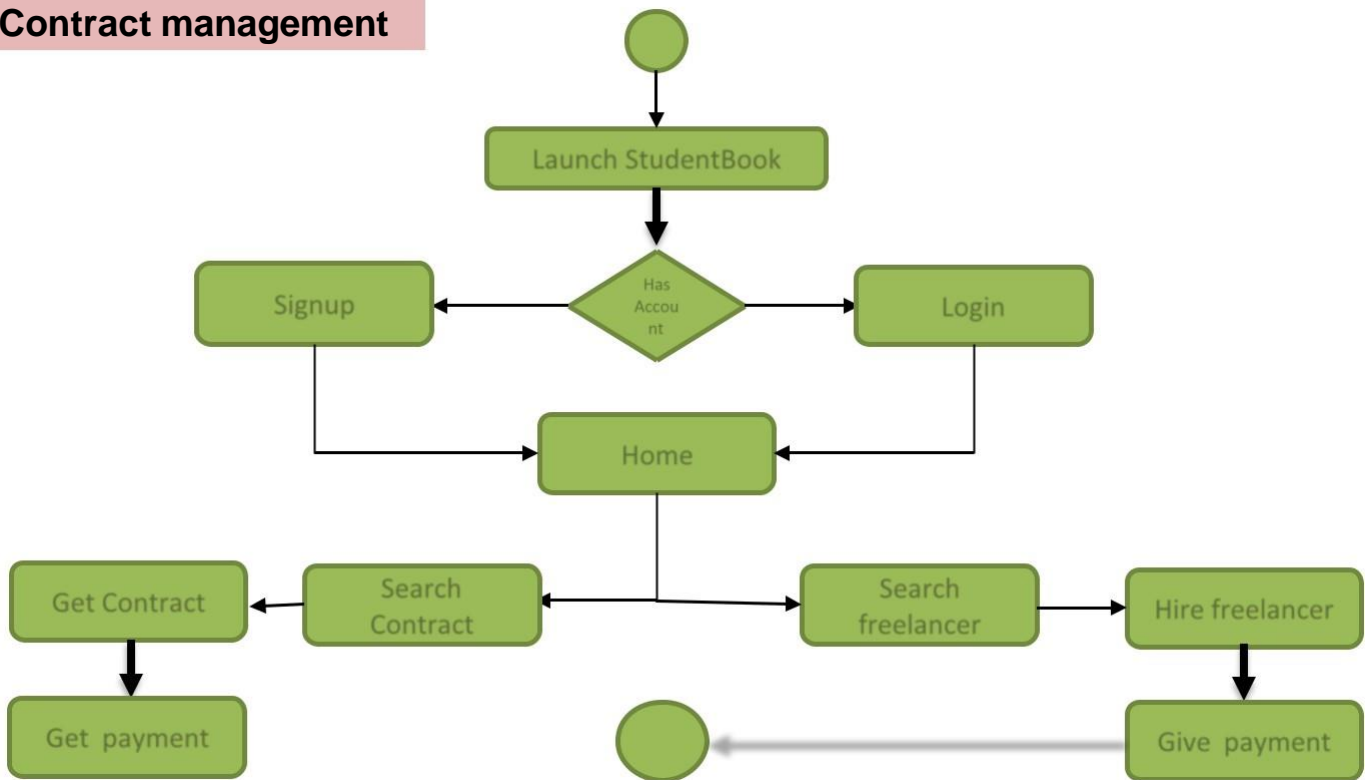 Contract management
Launch StudentBook
Signup
Has
Accou
nt
Login
Home
Get Contract
Search
Contract
Search
freelancer
Hire freelancer
Get payment
Give payment